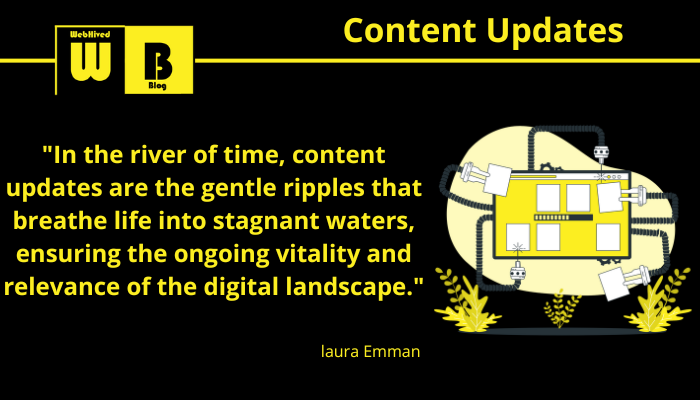 Content Updates
WebHived
W
B
Blog
"In the river of time, content
updates are the gentle ripples that
breathe life into stagnant waters,
ensuring the ongoing vitality and
relevance of the digital landscape."
laura Emman